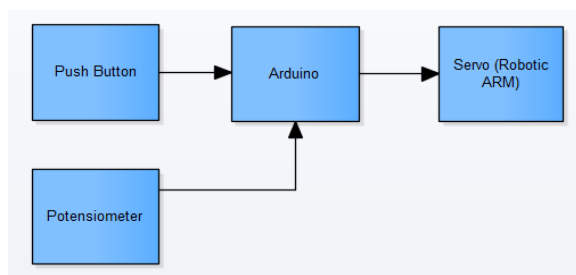 Push Button
Arduino
Servo (Robotic
ARM)
Potensiometer